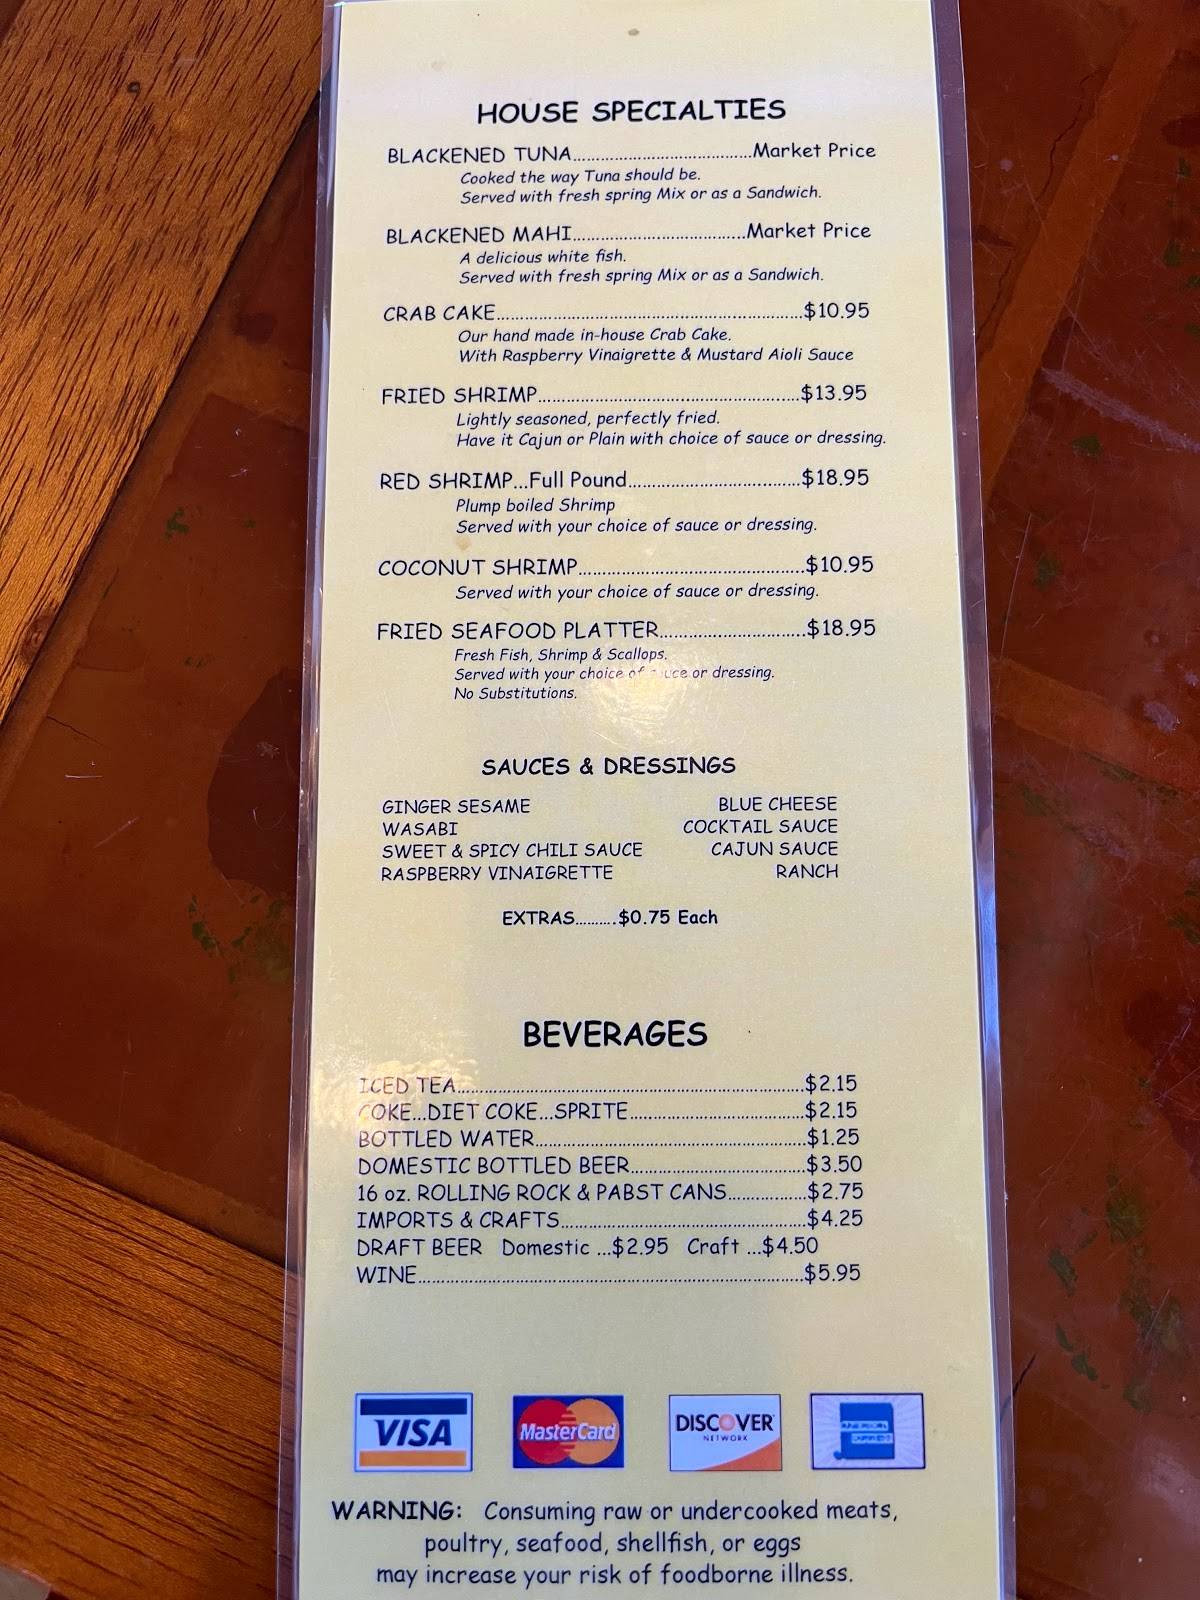 HOUSE SPECIALTIES
BLACKENED TUNA.......................................Market Price
Cooked the way Tuna should be.
Served with fresh spring Mix or as a Sandwich.
BLACKENED MAHI......................................Market Price
A delicious white fish.
Served with fresh spring Mix or as a Sandwich.
CRAB CAKE..................................................................$10.95
Our hand made in-house Crab Cake.
With Raspberry Vinaigrette & Mustard Aioli Sauce
FRIED SHRIMP.........................................................$13.95
Lightly seasoned, perfectly fried.
Have it Cajun or Plain with choice of sauce or dressing.
RED SHRIMP...Full Pound.....................................$18.95
Plump boiled Shrimp
Served with your choice of sauce or dressing.
COCONUT SHRIMP.................................................$10.95
Served with your choice of sauce or dressing.
FRIED SEAFOOD PLATTER................................$18.95
Fresh Fish, Shrimp & Scallops.
Served with your choice of sauce or dressing.
No Substitutions.
SAUCES & DRESSINGS
GINGER SESAME BLUE CHEESE
WASABI COCKTAIL SAUCE
SWEET & SPICY CHILI SAUCE CAJUN SAUCE
RASPBERRY VINAIGRETTE RANCH
EXTRAS..........$0.75 Each
BEVERAGES
ICED TEA...........................................................................$2.15
COKE...DIET COKE...SPRITE......................................$2.15
BOTTLED WATER...........................................................$1.25
DOMESTIC BOTTLED BEER......................................$3.50
16 oz. ROLLING ROCK & PABST CANS.................$2.75
IMPORTS & CRAFTS.....................................................$4.25
DRAFT BEER Domestic ...$2.95 Craft ...$4.50
WINE....................................................................................$5.95
VISA MasterCard DISCOVER NETWORK AMERICAN EXPRESS
WARNING: Consuming raw or undercooked meats,
poultry, seafood, shellfish, or eggs
may increase your risk of foodborne illness.